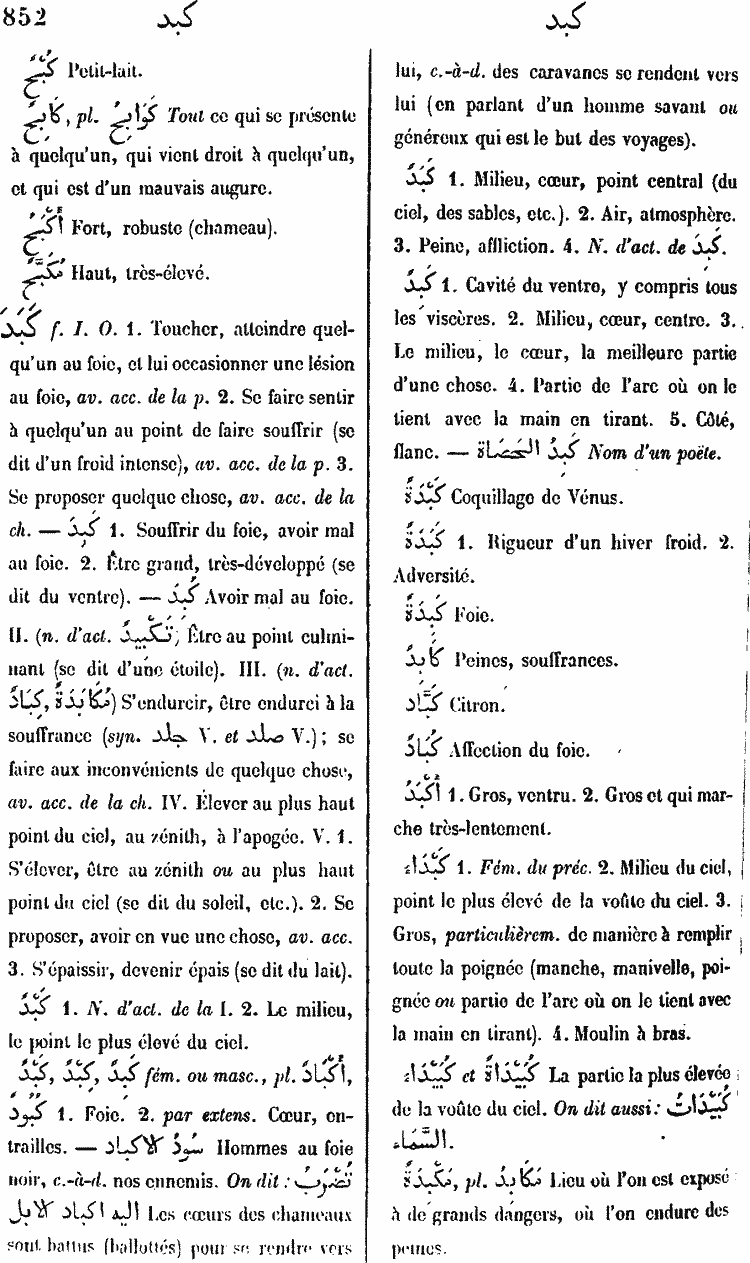 852
كبد
كبد
كُبْحٌ Petit-lait.
كَابِحٌ, pl. كَوَابِحُ Tout ce qui se présente
à quelqu'un, qui vient droit à quelqu'un,
et qui est d'un mauvais augure.
أَكْبَحُ Fort, robuste (chameau).
مُكْبَحٌ Haut, très-élevé.
كَبَدَ f. I. O. 1. Toucher, atteindre quel-
qu'un au foie, et lui occasionner une lésion
au foie, av. acc. de la p. 2. Se faire sentir
à quelqu'un au point de faire souffrir (se
dit d'un froid intense), av. acc. de la p. 3.
Se proposer quelque chose, av. acc. de la
ch. — كَبِدَ 1. Souffrir du foie, avoir mal
au foie. 2. Être grand, très-développé (se
dit du ventre). — كُبِدَ Avoir mal au foie.
II. (n. d'act. تَكْبِيدٌ) Être au point culmi-
nant (se dit d'une étoile). III. (n. d'act.
مُكَابَدَةٌ, كِبَادٌ) S'endurcir, être endurci à la
souffrance (syn. جلد V. et صلد V.); se
faire aux inconvénients de quelque chose,
av. acc. de la ch. IV. Élever au plus haut
point du ciel, au zénith, à l'apogée. V. 1.
S'élever, être au zénith ou au plus haut
point du ciel (se dit du soleil, etc.). 2. Se
proposer, avoir en vue une chose, av. acc.
3. S'épaissir, devenir épais (se dit du lait).
كَبْدٌ 1. N. d'act. de la I. 2. Le milieu,
le point le plus élevé du ciel.
كَبْدٌ, كِبْدٌ, كَبِدٌ fém. ou masc., pl. أَكْبَادٌ,
كُبُودٌ 1. Foie. 2. par extens. Cœur, en-
trailles. — سُودُ الاكباد Hommes au foie
noir, c.-à-d. nos ennemis. On dit : تُضْرَبُ
اليه اكباد الابل Les cœurs des chameaux
sont battus (ballottés) pour se rendre vers
lui, c.-à-d. des caravanes se rendent vers
lui (en parlant d'un homme savant ou
généreux qui est le but des voyages).
كَبَدٌ 1. Milieu, cœur, point central (du
ciel, des sables, etc.). 2. Air, atmosphère.
3. Peine, affliction. 4. N. d'act. de كَبِدَ.
كَبِدٌ 1. Cavité du ventre, y compris tous
les viscères. 2. Milieu, cœur, centre. 3.
Le milieu, le cœur, la meilleure partie
d'une chose. 4. Partie de l'arc où on le
tient avec la main en tirant. 5. Côté,
flanc. — كَبِدُ الحَصَاةِ Nom d'un poëte.
كَبْدَةٌ Coquillage de Vénus.
كَبَدَةٌ 1. Rigueur d'un hiver froid. 2.
Adversité.
كَبِدَةٌ Foie.
كَابِدٌ Peines, souffrances.
كَبَّادٌ Citron.
كُبَادٌ Affection du foie.
أَكْبَدُ 1. Gros, ventru. 2. Gros et qui mar-
che très-lentement.
كَبْدَاءُ 1. Fém. du préc. 2. Milieu du ciel,
point le plus élevé de la voûte du ciel. 3.
Gros, particulièrem. de manière à remplir
toute la poignée (manche, manivelle, poi-
gnée ou partie de l'arc où on le tient avec
la main en tirant). 4. Moulin à bras.
كُبَيْدَاءُ et كُبَيْدَاةٌ La partie la plus élevée
de la voûte du ciel. On dit aussi: كُبَيْدَاتُ
السَّمَاءِ.
مَكْبَدَةٌ, pl. مَكَابِدُ Lieu où l'on est exposé
à de grands dangers, où l'on endure des
peines.